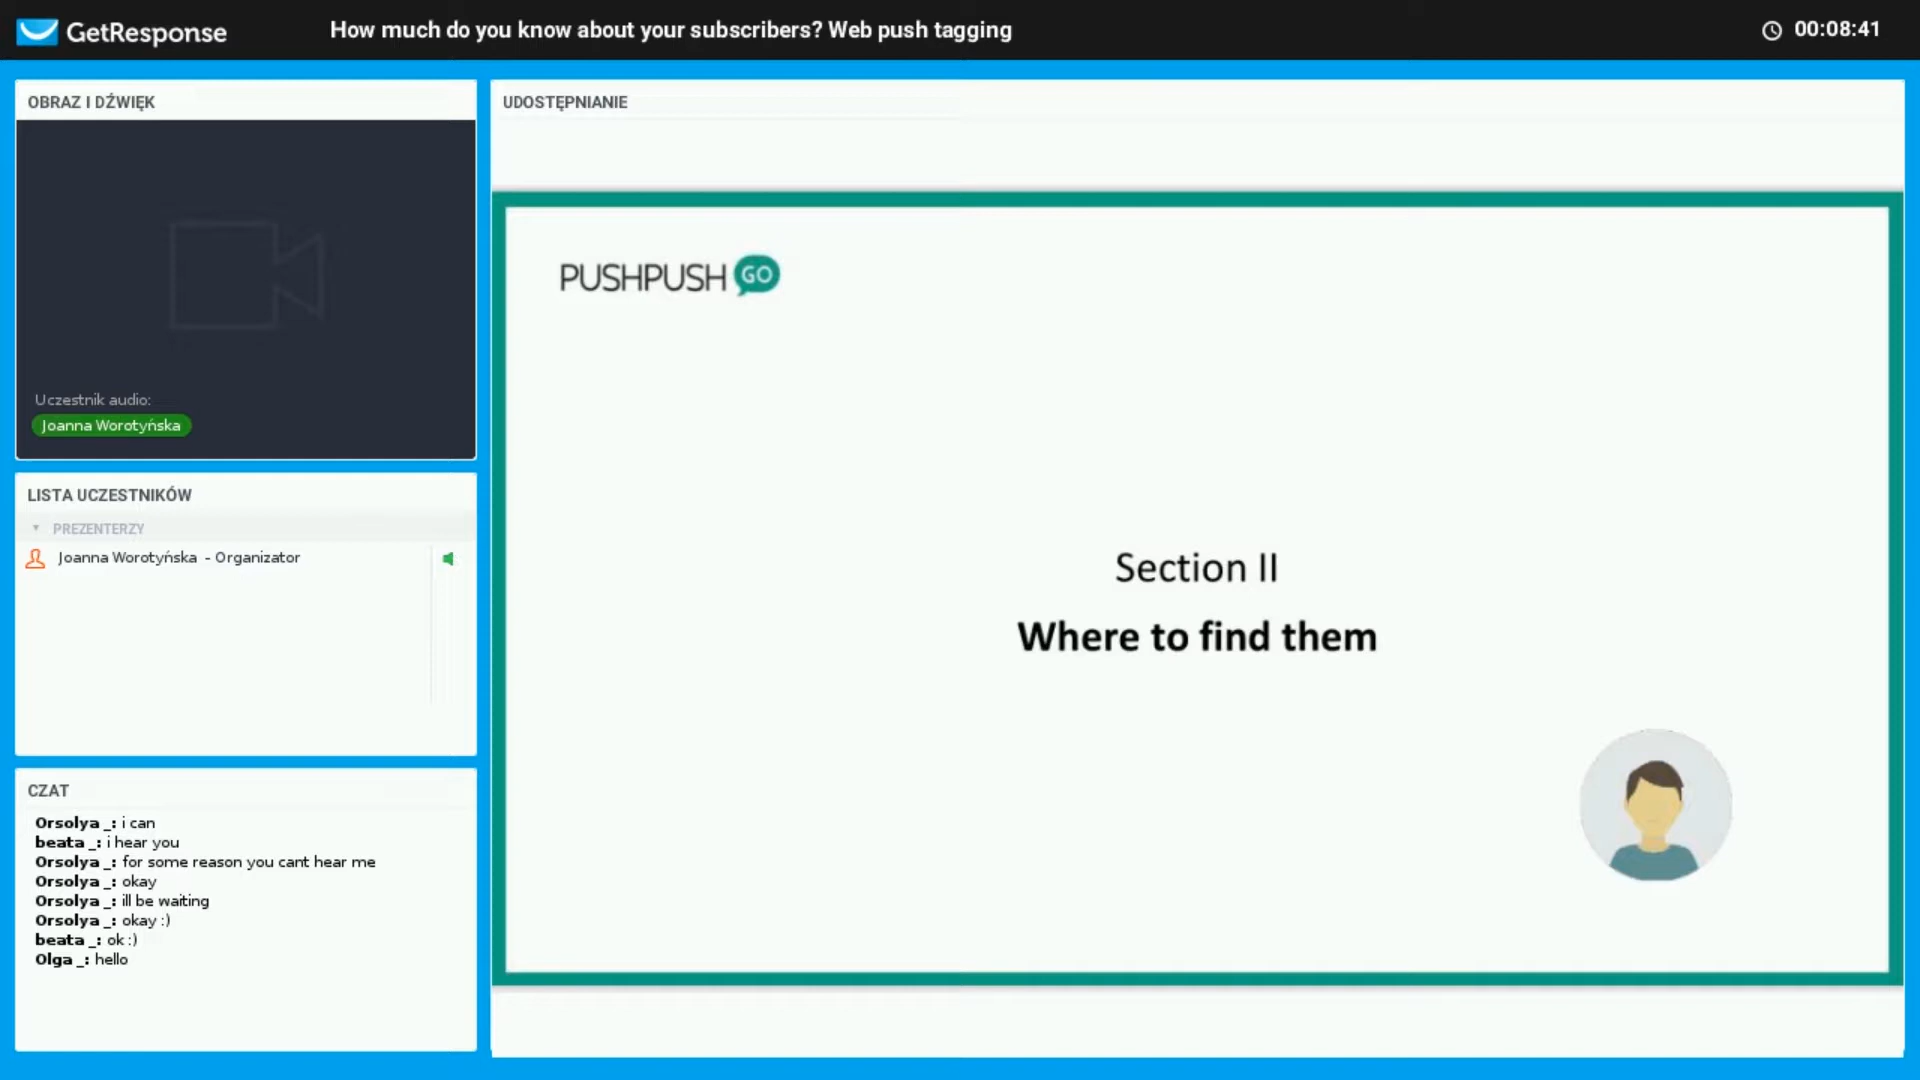 GetResponse
How much do you know about your subscribers? Web push tagging
00:08:41
OBRAZ I DŹWIĘK
Uczestnik audio:
Joanna Worotyńska
LISTA UCZESTNIKÓW
PREZENTERZY
Joanna Worotyńska - Organizator
CZAT
Orsolya _: i can
beata _: i hear you
Orsolya _: for some reason you cant hear me
Orsolya _: okay
Orsolya _: ill be waiting
Orsolya _: okay :)
beata _: ok :)
Olga _: hello
UDOSTĘPNIANIE
PUSHPUSH GO
Section II
Where to find them